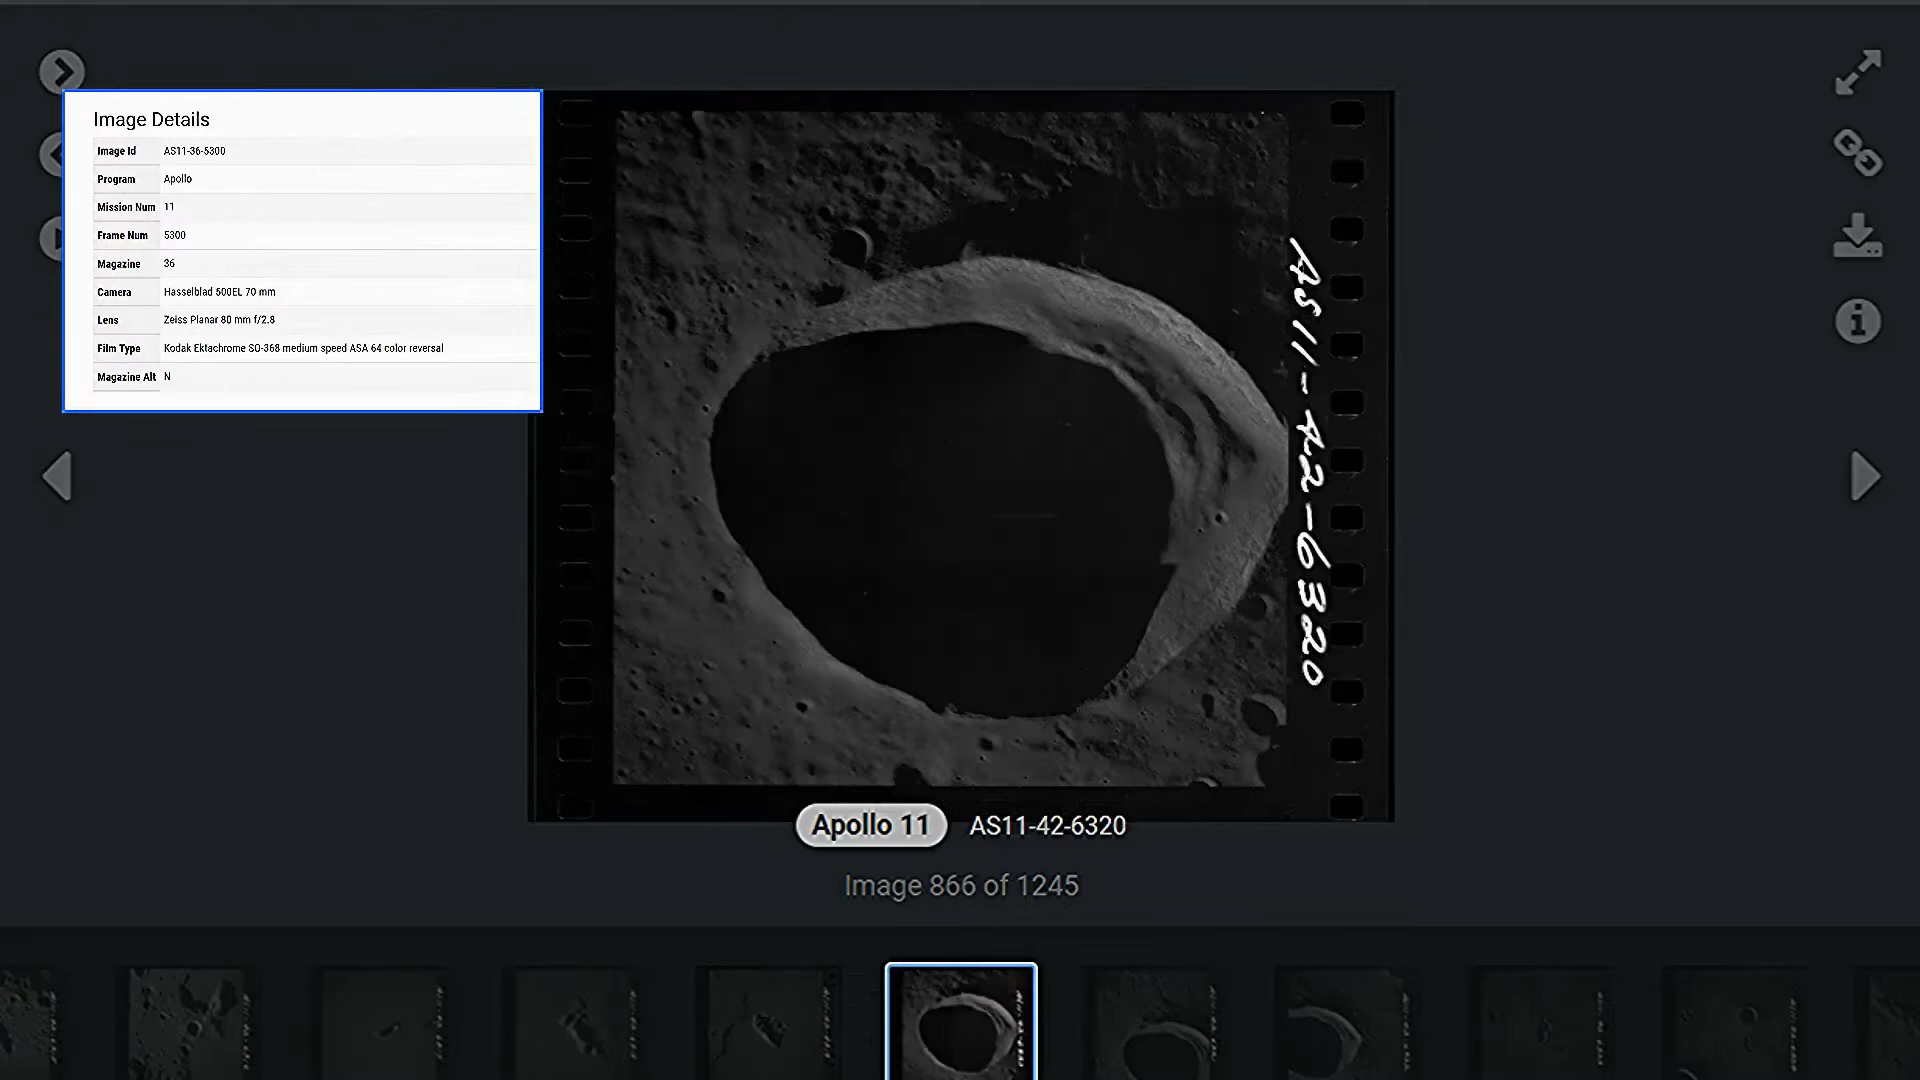 Image Details
Image Id AS11-36-5300
Program Apollo
Mission Num 11
Frame Num 5300
Magazine 36
Camera Hasselblad 500EL 70 mm
Lens Zeiss Planar 80 mm f/2.8
Film Type Kodak Ektachrome SO-368 medium speed ASA 64 color reversal
Magazine Alt N
AS11-42-6320
Apollo 11 AS11-42-6320
Image 866 of 1245